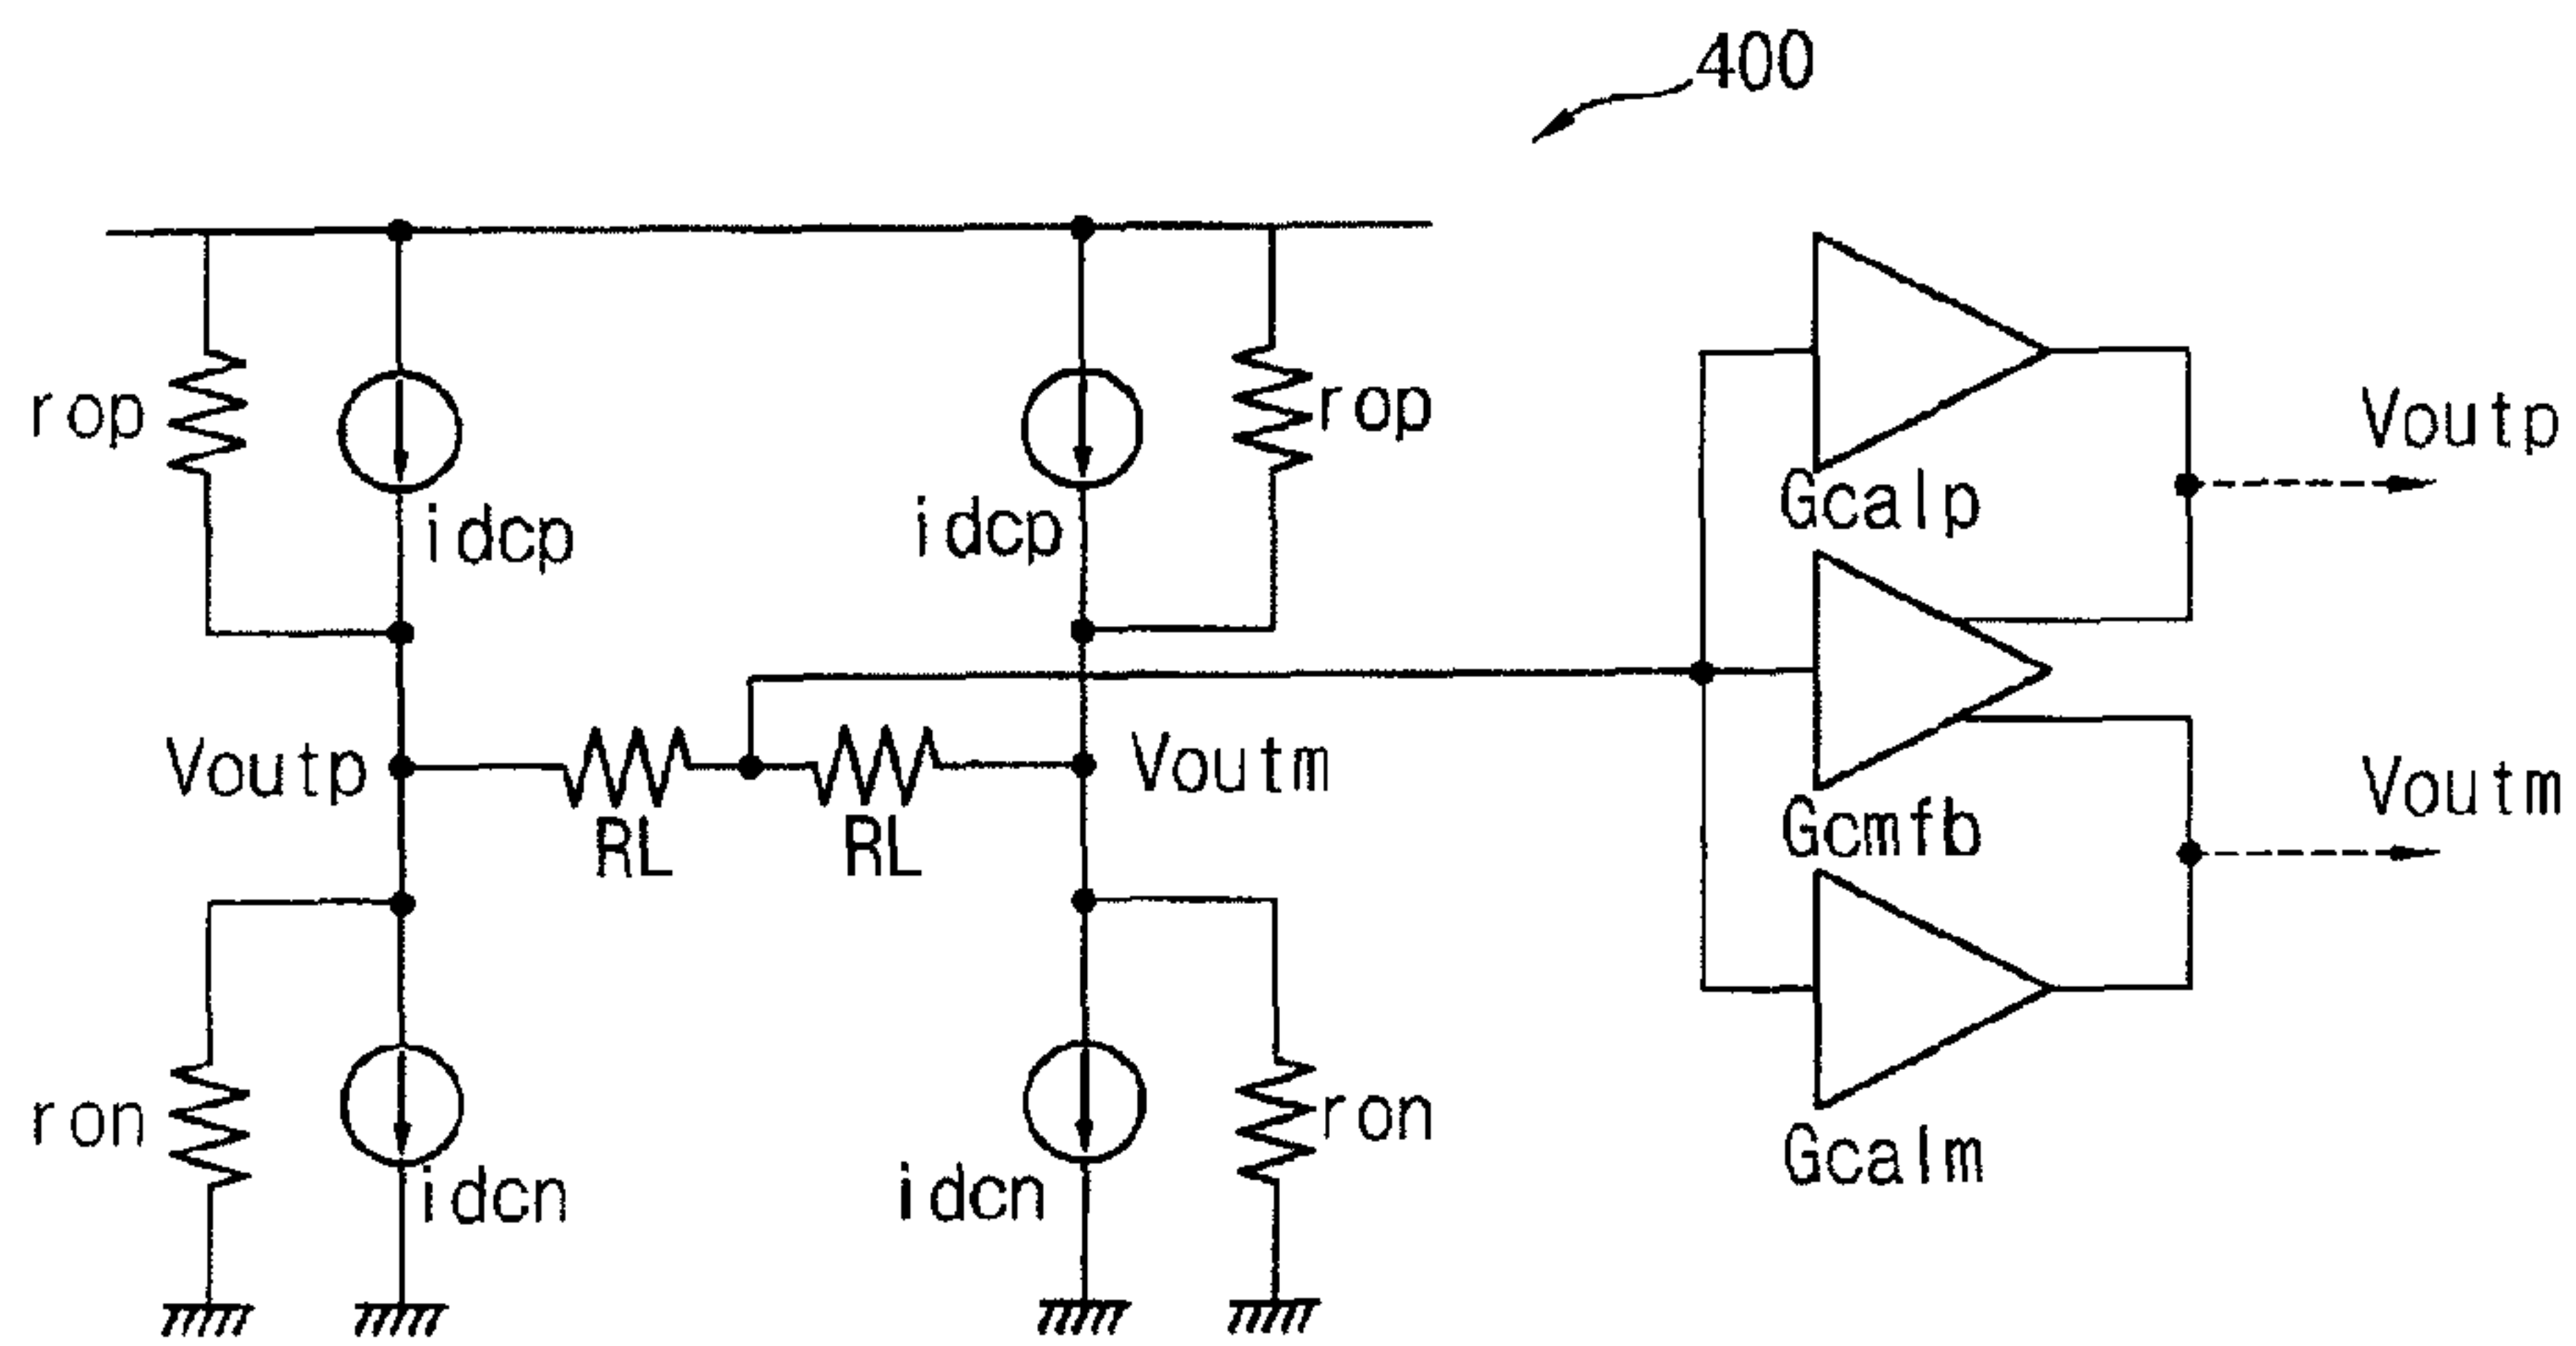 400
rop
idcp
idcp
rop
Voutp
Gcalp
Voutp
RL
RL
Voutm
Gcmfb
Voutm
ron
idcn
idcn
ron
Gcalm